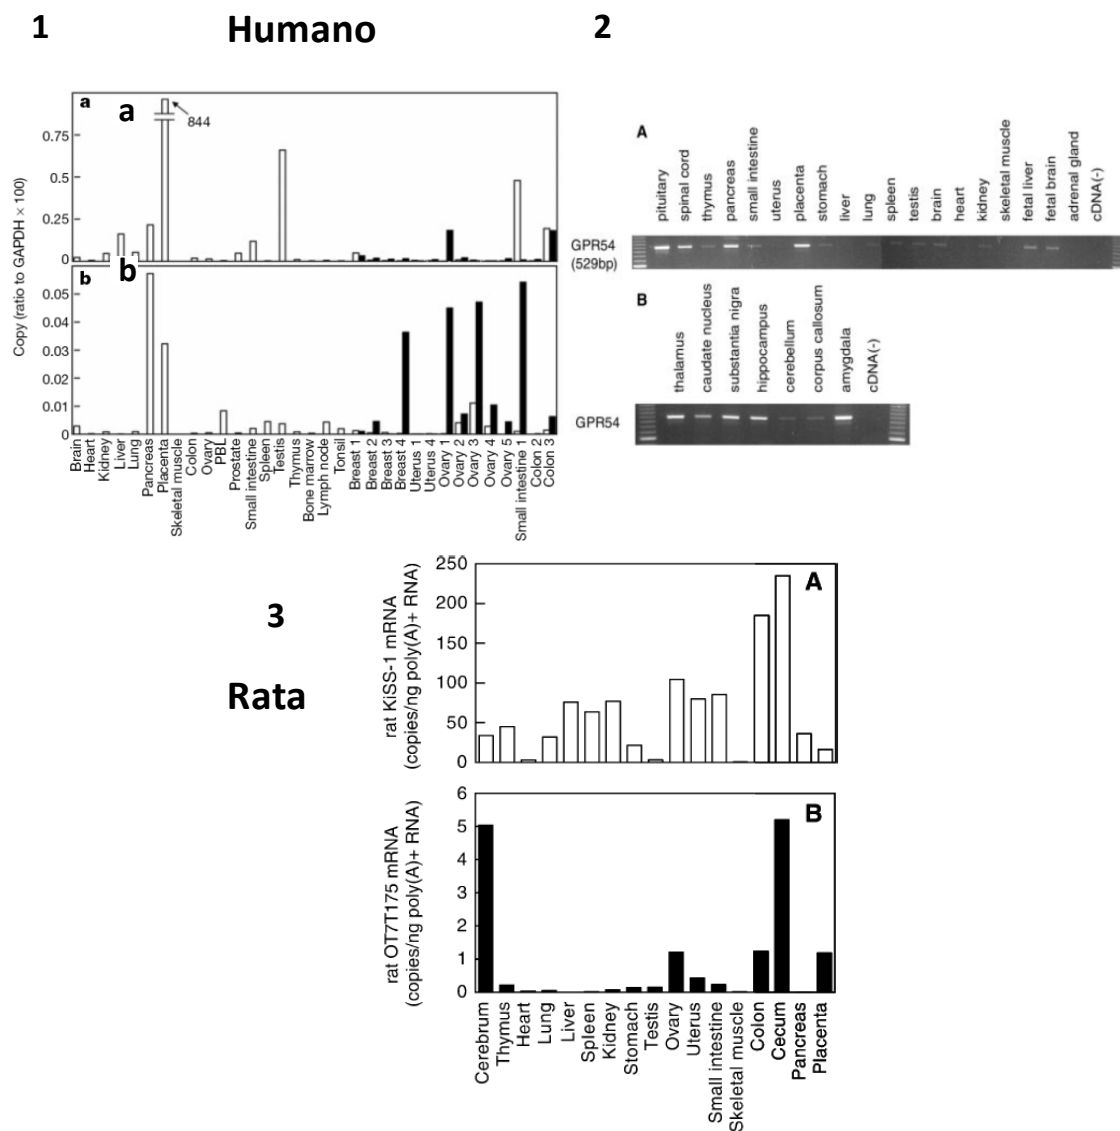 1
Humano
2
a
a
844
0.75
0.5
0.25
0
Copy (ratio to GAPDH × 100)
b
b
0.05
0.04
0.03
0.02
0.01
0
Brain
Heart
Kidney
Liver
Lung
Pancreas
Placenta
Skeletal muscle
Colon
Ovary
PBL
Prostate
Small intestine
Spleen
Testis
Thymus
Bone marrow
Lymph node
Tonsil
Breast 1
Breast 2
Breast 3
Breast 4
Uterus 1
Uterus 4
Ovary 1
Ovary 2
Ovary 3
Ovary 4
Ovary 5
Small intestine 1
Colon 2
Colon 3
A
pituitary
spinal cord
thymus
pancreas
small intestine
uterus
placenta
stomach
liver
lung
spleen
testis
brain
heart
kidney
skeletal muscle
fetal liver
fetal brain
adrenal gland
cDNA(-)
GPR54
(529bp)
B
thalamus
caudate nucleus
substantia nigra
hippocampus
cerebellum
corpus callosum
amygdala
cDNA(-)
GPR54
3
Rata
rat KiSS-1 mRNA
(copies/ng poly(A)+ RNA)
250
200
150
100
50
0
A
rat OT7T175 mRNA
(copies/ng poly(A)+ RNA)
6
5
4
3
2
1
0
B
Cerebrum
Thymus
Heart
Lung
Liver
Spleen
Kidney
Stomach
Testis
Ovary
Uterus
Small intestine
Skeletal muscle
Colon
Cecum
Pancreas
Placenta